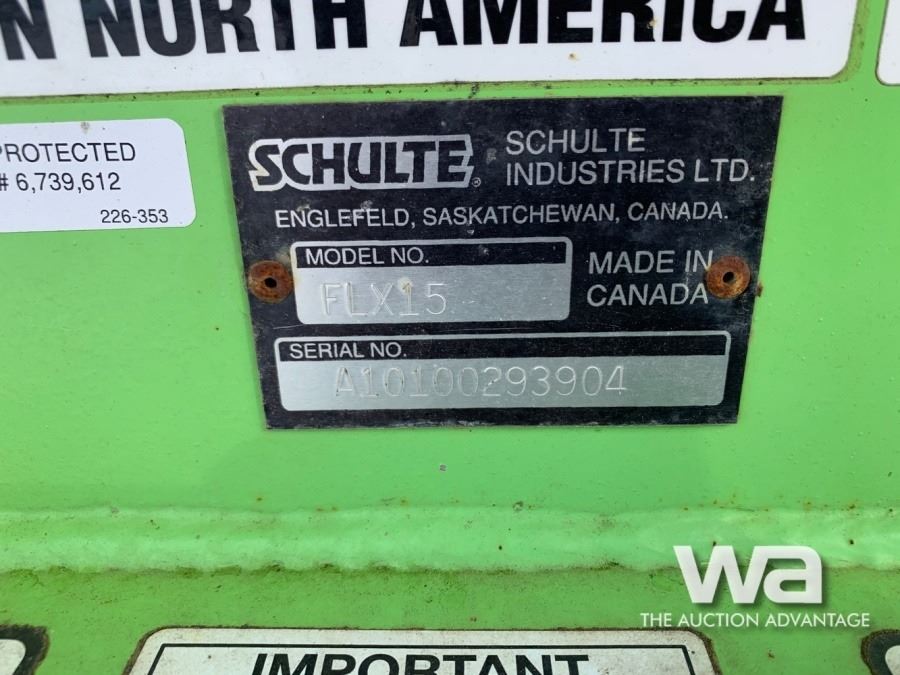 N NORTH AMERICA
PROTECTED
# 6,739,612
226-353
SCHULTE®
SCHULTE
INDUSTRIES LTD.
ENGLEFELD, SASKATCHEWAN, CANADA.
MODEL NO.
FLX15
MADE IN
CANADA
SERIAL NO.
A10100293904
wa
THE AUCTION ADVANTAGE
IMPORTANT